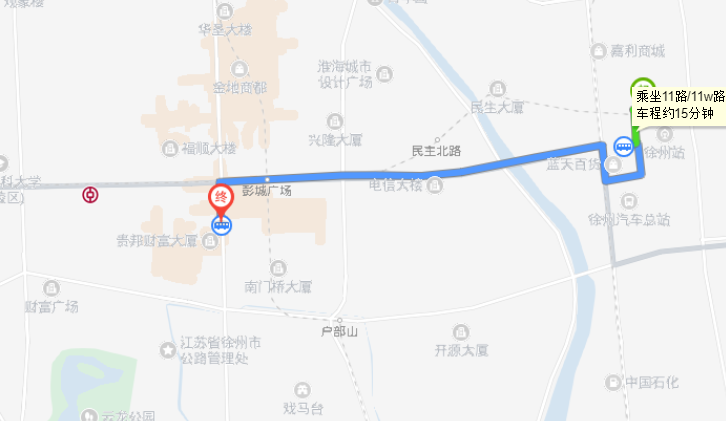 华圣大楼
嘉利商城
淮海城市
设计广场
金地商都
民生大厦
乘坐11路/11w路
车程约15分钟
兴隆大厦
福顺大楼
民主北路
徐州站
蓝天百货
科大学
彭城广场
电信大楼
终
徐州汽车总站
贵邦财富大厦
南门桥大厦
财富广场
户部山
江苏省徐州市
公路管理处
开源大厦
中国石化
戏马台
云龙公园